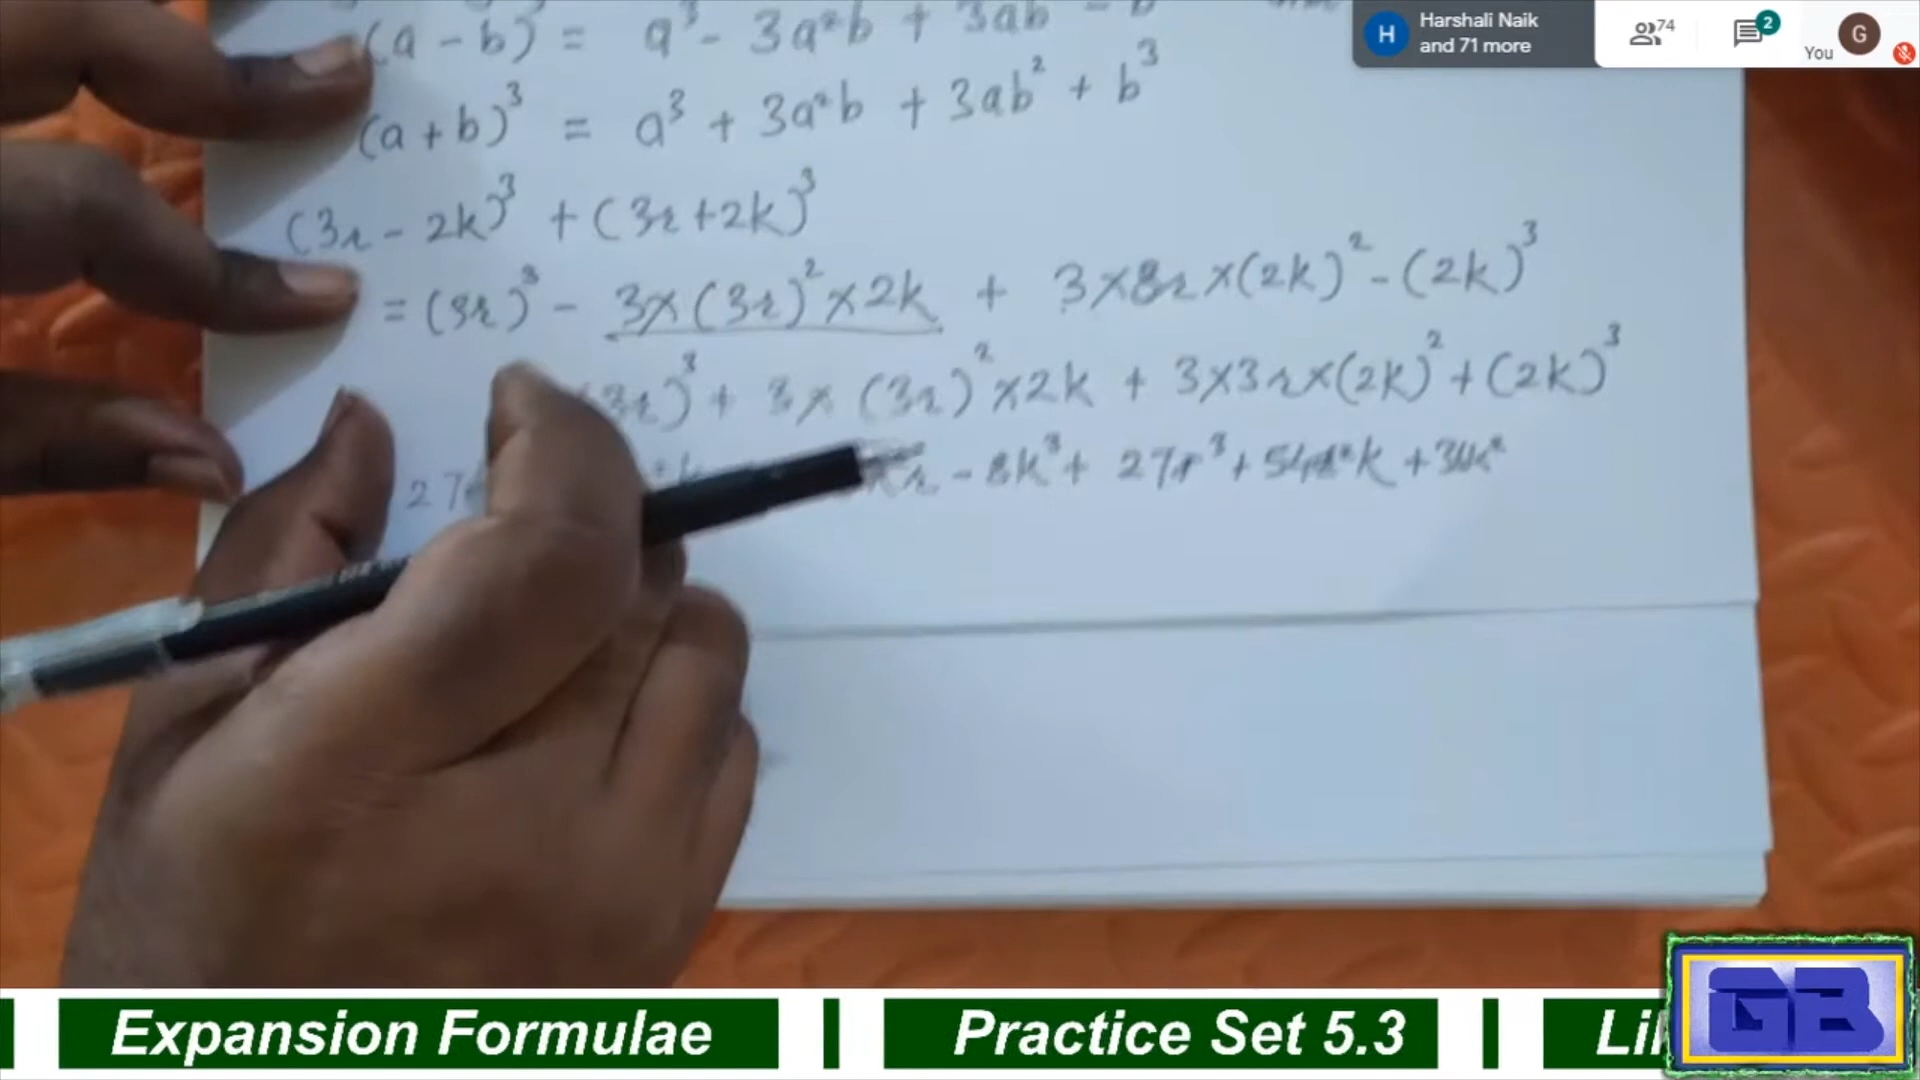 Harshali Naik
and 71 more
74
2
You
G
H
(a - b) = a³ - 3a²b + 3ab - b
(a + b)³ = a³ + 3a²b + 3ab² + b³
(3r - 2k)³ + (3r + 2k)³
= (3r)³ - 3×(3r)²×2k + 3×3r×(2k)² - (2k)³
(3r)³ + 3×(3r)²×2k + 3×3r×(2k)² + (2k)³
27 - 8k³ + 27r³ + 54r²k +
Expansion Formulae | Practice Set 5.3 |
GB